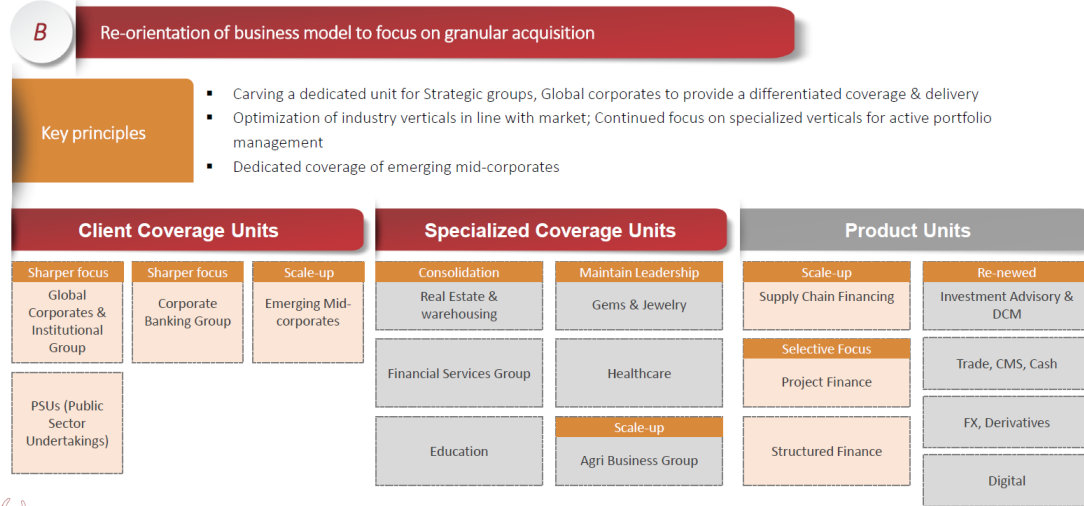 B
Re-orientation of business model to focus on granular acquisition
Key principles
▪ Carving a dedicated unit for Strategic groups, Global corporates to provide a differentiated coverage & delivery
▪ Optimization of industry verticals in line with market; Continued focus on specialized verticals for active portfolio
management
▪ Dedicated coverage of emerging mid-corporates
Client Coverage Units
Sharper focus
Global
Corporates &
Institutional
Group
PSUs (Public
Sector
Undertakings)
Sharper focus
Corporate
Banking Group
Scale-up
Emerging Mid-
corporates
Specialized Coverage Units
Consolidation
Real Estate &
warehousing
Financial Services Group
Education
Maintain Leadership
Gems & Jewelry
Healthcare
Scale-up
Agri Business Group
Product Units
Scale-up
Supply Chain Financing
Selective Focus
Project Finance
Structured Finance
Re-newed
Investment Advisory &
DCM
Trade, CMS, Cash
FX, Derivatives
Digital